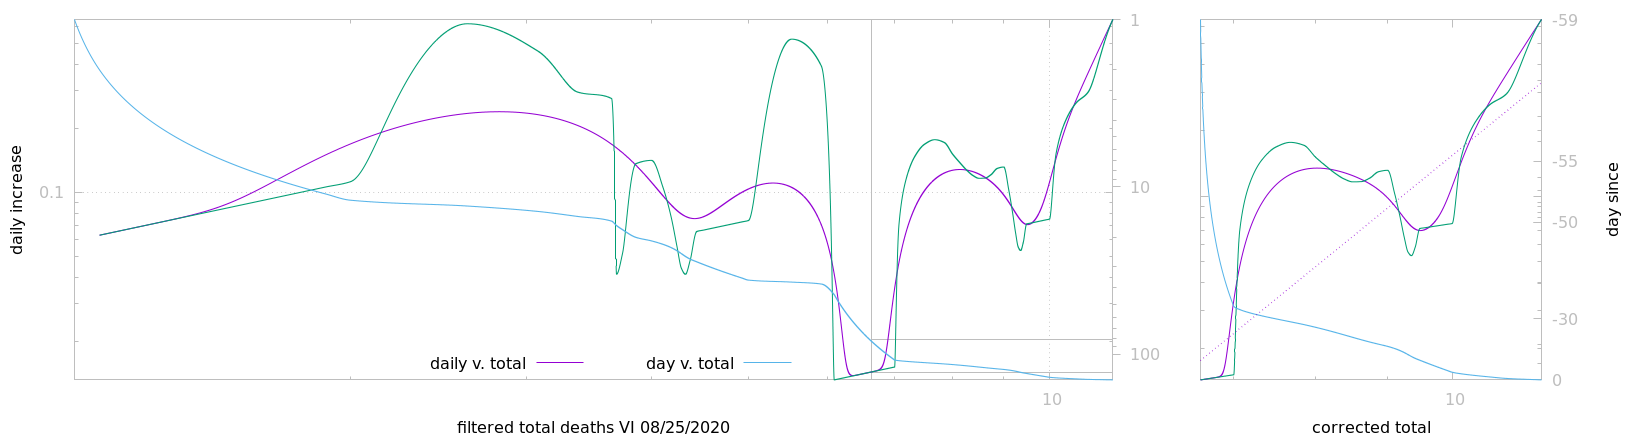 daily increase
0.1
daily v. total
day v. total
1
10
100
10
filtered total deaths VI 08/25/2020
-59
-55
-50
-30
0
day since
10
corrected total